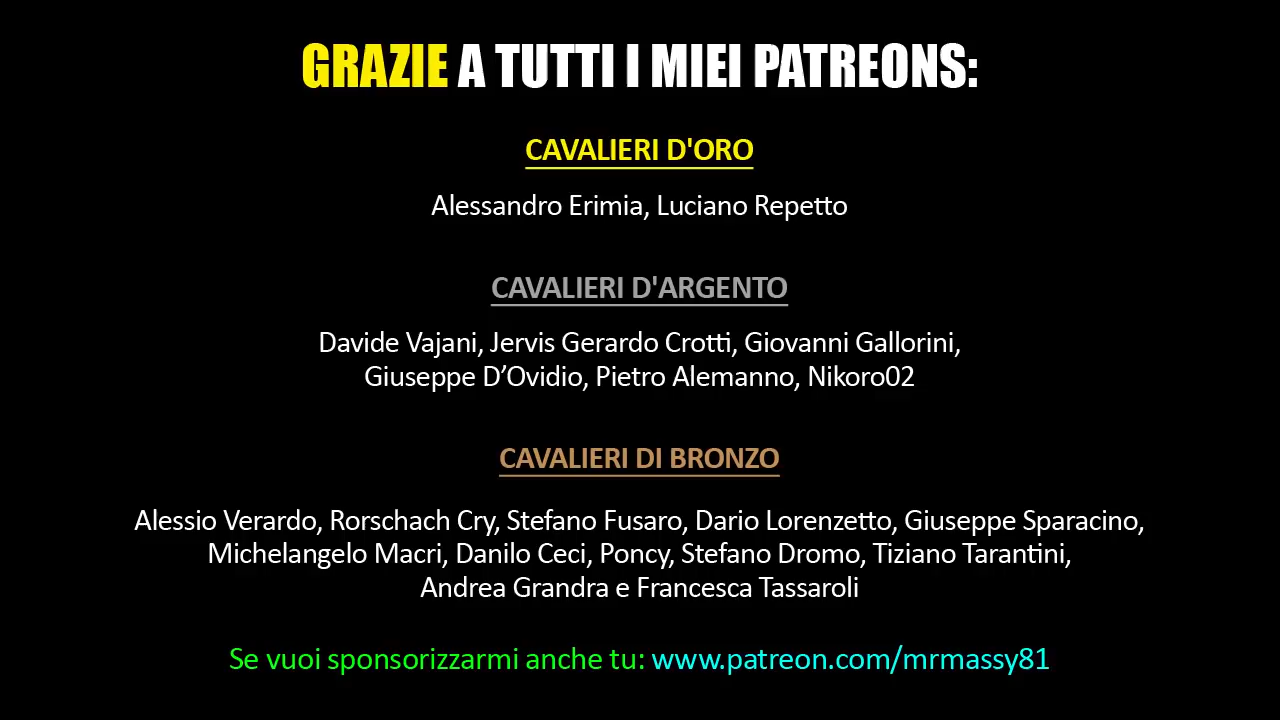 GRAZIE A TUTTI I MIEI PATREONS:
CAVALIERI D'ORO
Alessandro Erimia, Luciano Repetto
CAVALIERI D'ARGENTO
Davide Vajani, Jervis Gerardo Crotti, Giovanni Gallorini,
Giuseppe D’Ovidio, Pietro Alemanno, Nikoro02
CAVALIERI DI BRONZO
Alessio Verardo, Rorschach Cry, Stefano Fusaro, Dario Lorenzetto, Giuseppe Sparacino,
Michelangelo Macri, Danilo Ceci, Poncy, Stefano Dromo, Tiziano Tarantini,
Andrea Grandra e Francesca Tassaroli
Se vuoi sponsorizzarmi anche tu: www.patreon.com/mrmassy81